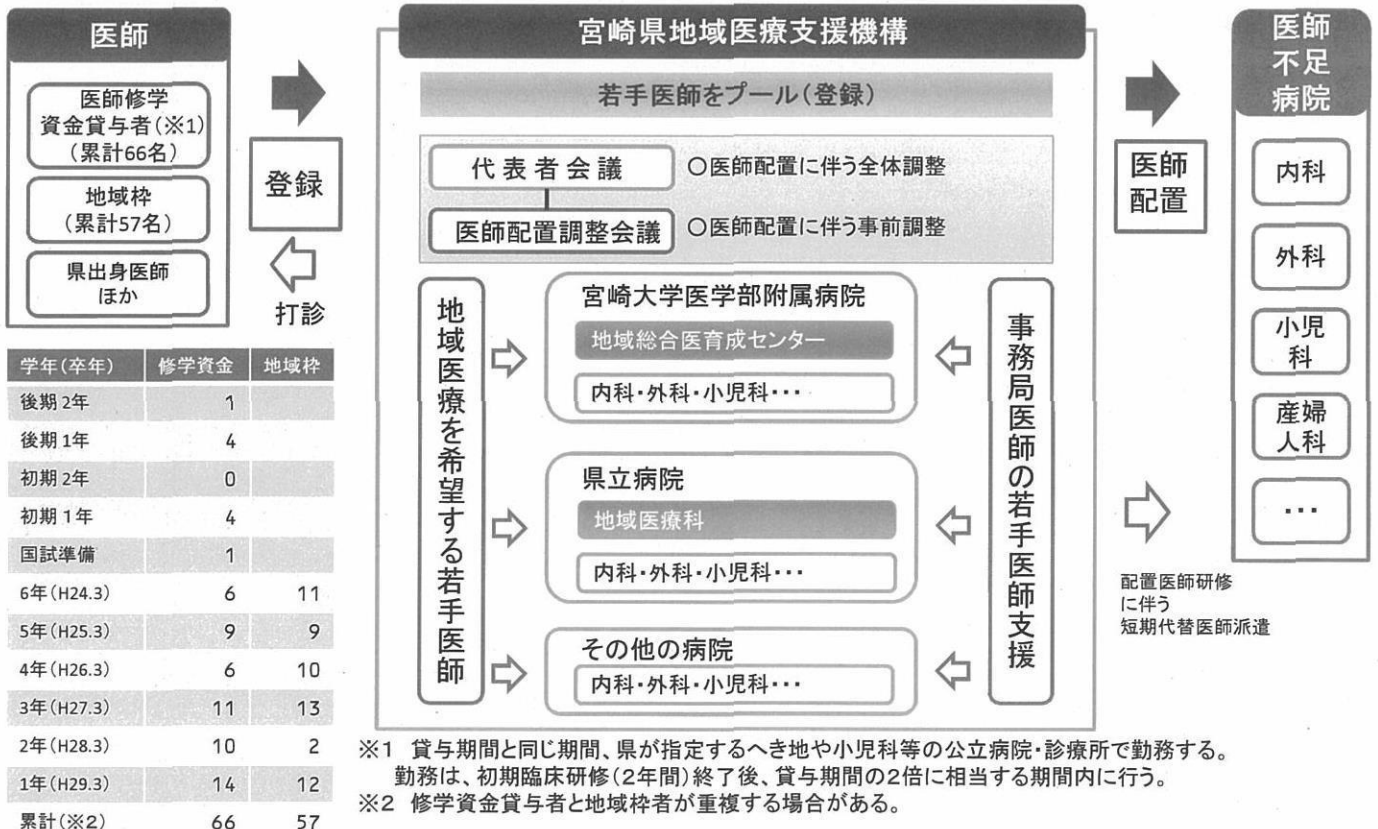 医師
医師修学
資金貸与者(※1)
(累計66名)
地域枠
(累計57名)
県出身医師
ほか
登録
打診
学年(卒年) 修学資金 地域枠
後期2年 1
後期1年 4
初期2年 0
初期1年 4
国試準備 1
6年(H24.3) 6 11
5年(H25.3) 9 9
4年(H26.3) 6 10
3年(H27.3) 11 13
2年(H28.3) 10 2
1年(H29.3) 14 12
累計(※2) 66 57
宮崎県地域医療支援機構
若手医師をプール(登録)
代表者会議 ○医師配置に伴う全体調整
医師配置調整会議 ○医師配置に伴う事前調整
地域医療を希望する若手医師
宮崎大学医学部附属病院
地域総合医育成センター
内科・外科・小児科・・・
県立病院
地域医療科
内科・外科・小児科・・・
その他の病院
内科・外科・小児科・・・
事務局医師の若手医師支援
医師
配置
配置医師研修
に伴う
短期代替医師派遣
医師
不足
病院
内科
外科
小児
科
産婦
人科
・・・
※1 貸与期間と同じ期間、県が指定するへき地や小児科等の公立病院・診療所で勤務する。
勤務は、初期臨床研修(2年間)終了後、貸与期間の2倍に相当する期間内に行う。
※2 修学資金貸与者と地域枠者が重複する場合がある。